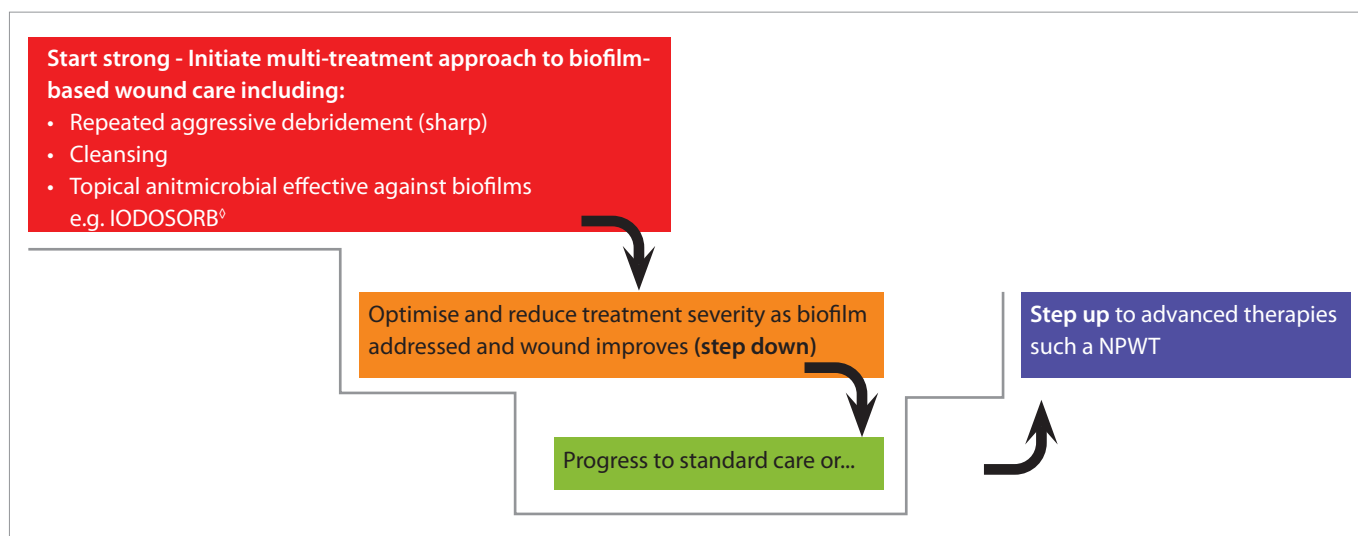 Start strong - Initiate multi-treatment approach to biofilm-
based wound care including:
• Repeated aggressive debridement (sharp)
• Cleansing
• Topical anitmicrobial effective against biofilms
e.g. IODOSORB◊
Optimise and reduce treatment severity as biofilm
addressed and wound improves (step down)
Progress to standard care or...
Step up to advanced therapies
such a NPWT